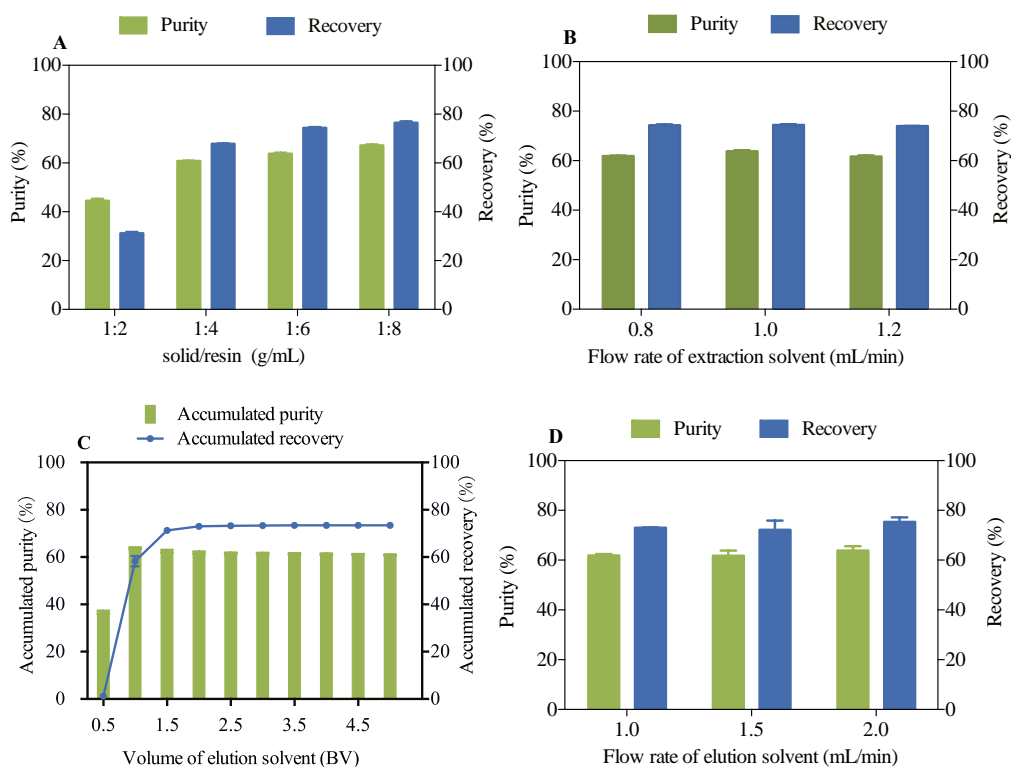 A
Purity
Recovery
100
80
60
40
20
0
Purity (%)
100
80
60
40
20
0
Recovery (%)
1:2
1:4
1:6
1:8
solid/resin (g/mL)
B
Purity
Recovery
100
80
60
40
20
0
Purity (%)
100
80
60
40
20
0
Recovery (%)
0.8
1.0
1.2
Flow rate of extraction solvent (mL/min)
C
Accumulated purity
Accumulated recovery
100
80
60
40
20
0
Accumulated purity (%)
100
80
60
40
20
0
Accumulated recovery (%)
0.5
1.5
2.5
3.5
4.5
Volume of elution solvent (BV)
D
Purity
Recovery
100
80
60
40
20
0
Purity (%)
100
80
60
40
20
0
Recovery (%)
1.0
1.5
2.0
Flow rate of elution solvent (mL/min)